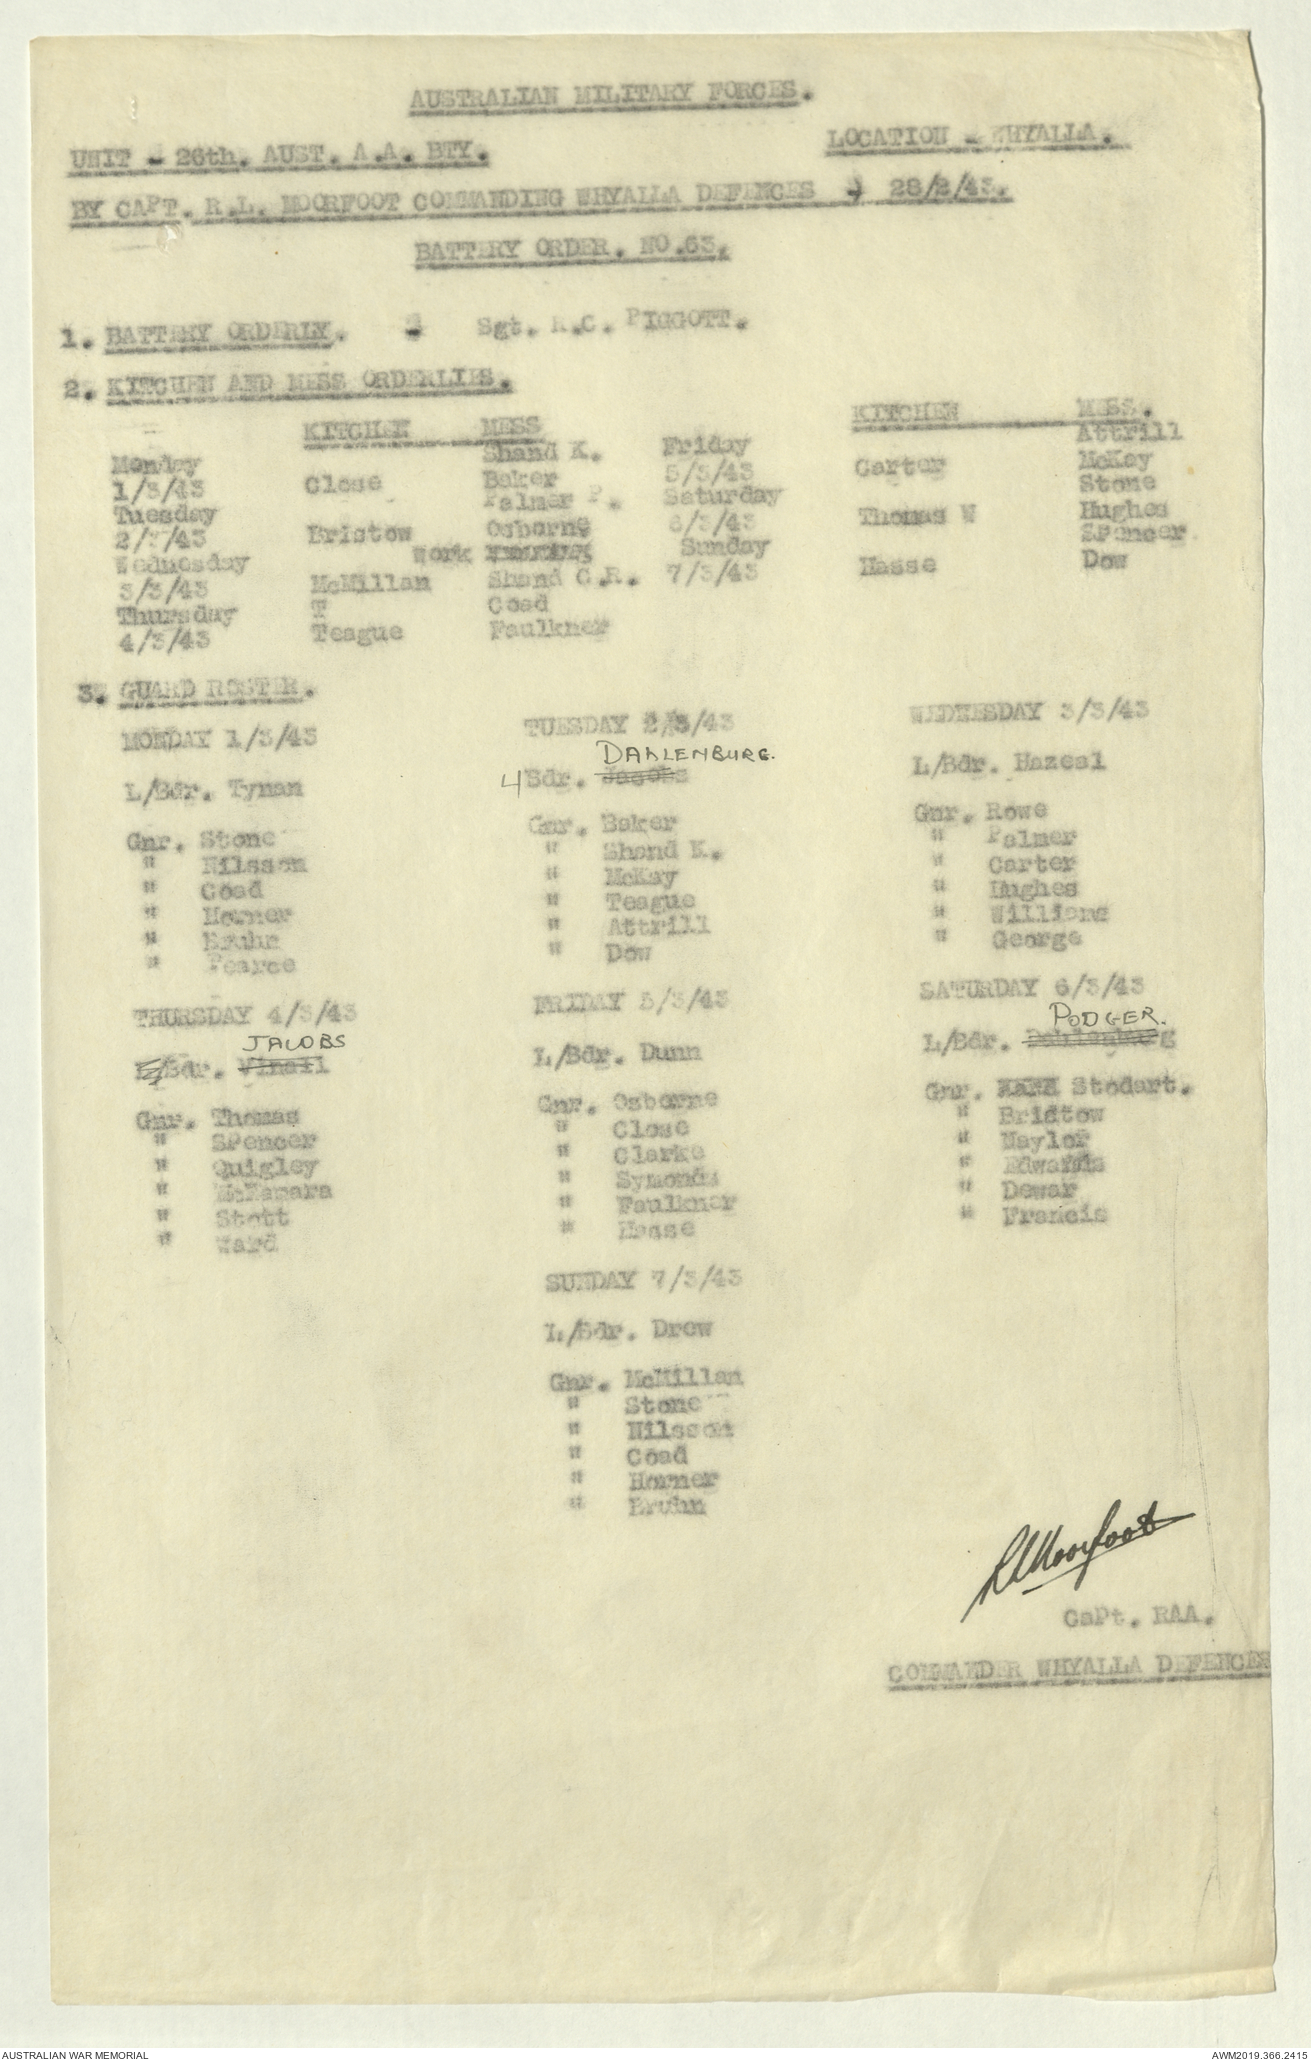 AUSTRALIAN MILITARY FORCES.
UNIT - 26th. AUST. A.A. BTY. LOCATION - WHYALLA.
BY CAPT. R.L. MOORFOOT COMMANDING WHYALLA DEFENCES - 28/2/43.
BATTERY ORDER. NO.63.
1. BATTERY ORDERLY. - Sgt. R.C. PIGGOTT.
2. KITCHEN AND MESS ORDERLIES.
KITCHEN MESS KITCHEN MESS.
Monday Shand K. Friday Attrill
1/3/43 Close Baker 5/3/43 Carter McKay
Tuesday Palmer P. Saturday Stone
2/3/43 Bristow Osborne 6/3/43 Thomas W Hughes
Wednesday Work Sunday Spencer
3/3/43 McMillan Shand C.R. 7/3/43 Hasse Dow
Thursday T Coad
4/3/43 Teague Faulkner
3. GUARD ROSTER.
MONDAY 1/3/43 TUESDAY 2/3/43 WEDNESDAY 3/3/43
DAHLENBURG.
L/Bdr. Tynan L/Bdr. Jacobs L/Bdr. Hazeal
Gnr. Stone Gnr. Baker Gnr. Rowe
" Nilsson " Shand K. " Palmer
" Coad " McKay " Carter
" Horner " Teague " Hughes
" Bruhn " Attrill " Williams
" Pearce " Dow " George
THURSDAY 4/3/43 FRIDAY 5/3/43 SATURDAY 6/3/43
JACOBS PODGER.
L/Bdr. Vinall L/Bdr. Dunn L/Bdr. Dahlenberg
Gnr. Thomas Gnr. Osborne Gnr. Stodart.
" SPencer " Close " Bridtow
" Quigley " Clarke " Naylor
" McNamara " Symonds " Edwards
" Stott " Faulkner " Dewar
" Ward " Hasse " Francis
SUNDAY 7/3/43
L/Bdr. Drew
Gnr. McMillan
" Stone
" Nilsson
" Coad
" Horner
" Bruhn
RLMoorfoot
CaPt. RAA.
COMMANDER WHYALLA DEFENCES
AUSTRALIAN WAR MEMORIAL AWM2019.366.2415